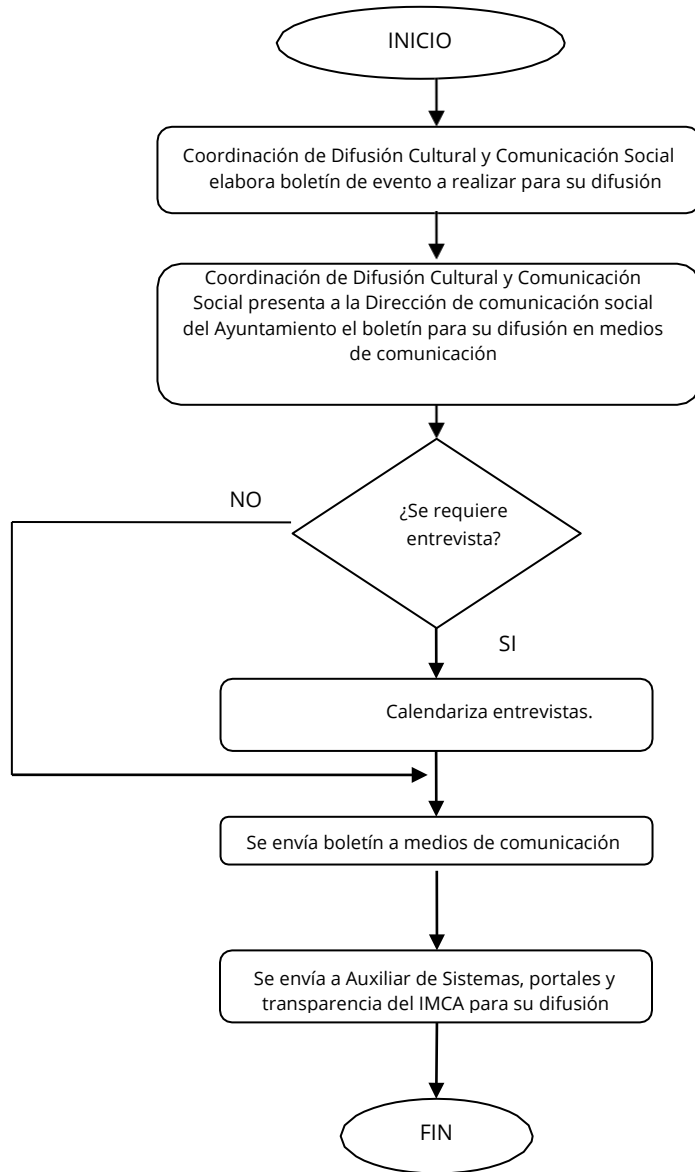 INICIO
Coordinación de Difusión Cultural y Comunicación Social
elabora boletín de evento a realizar para su difusión
Coordinación de Difusión Cultural y Comunicación
Social presenta a la Dirección de comunicación social
del Ayuntamiento el boletín para su difusión en medios
de comunicación
NO
¿Se requiere
entrevista?
SI
Calendariza entrevistas.
Se envía boletín a medios de comunicación
Se envía a Auxiliar de Sistemas, portales y
transparencia del IMCA para su difusión
FIN